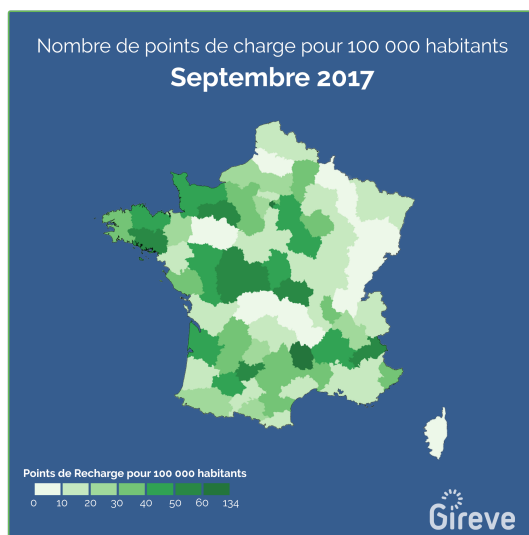 Nombre de points de charge pour 100 000 habitants
Septembre 2017
Points de Recharge pour 100 000 habitants
0 10 20 30 40 50 60 134
Gireve